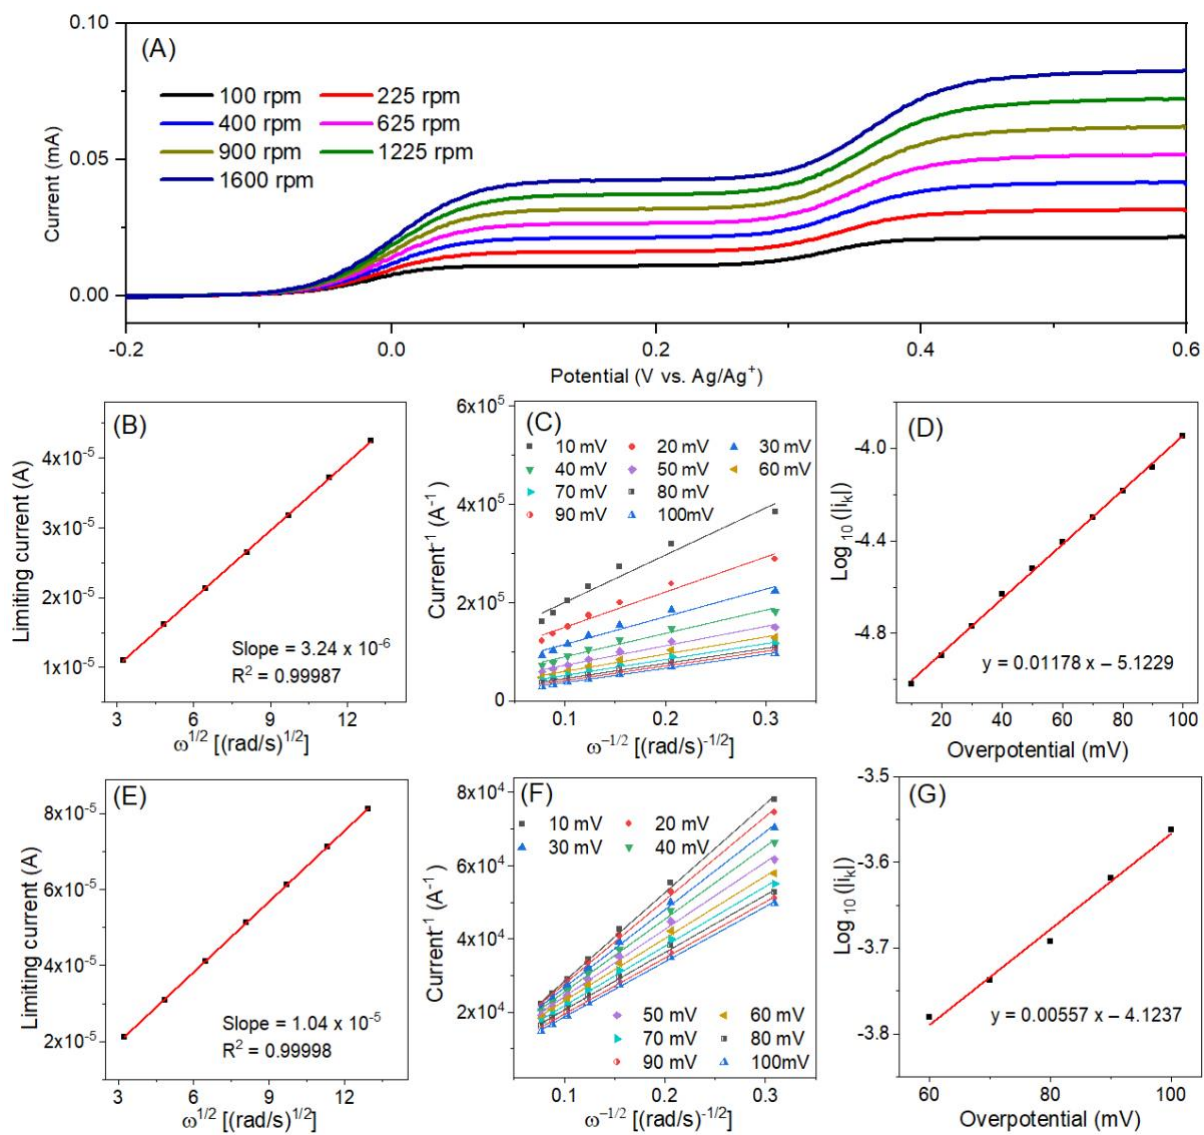 (A)
0.10
0.05
0.00
Current (mA)
100 rpm 225 rpm
400 rpm 625 rpm
900 rpm 1225 rpm
1600 rpm
-0.2 0.0 0.2 0.4 0.6
Potential (V vs. Ag/Ag⁺)
(B)
4x10⁻⁵
3x10⁻⁵
2x10⁻⁵
1x10⁻⁵
Limiting current (A)
Slope = 3.24 x 10⁻⁶
R² = 0.99987
3 6 9 12
ω^1/2 [(rad/s)^1/2]
(C)
6x10⁵
4x10⁵
2x10⁵
0
Current⁻¹ (A⁻¹)
10 mV 20 mV 30 mV
40 mV 50 mV 60 mV
70 mV 80 mV
90 mV 100mV
0.1 0.2 0.3
ω^−1/2 [(rad/s)^-1/2]
(D)
-4.0
-4.4
-4.8
Log ₁₀ (|iₖ|)
y = 0.01178 x − 5.1229
20 40 60 80 100
Overpotential (mV)
(E)
8x10⁻⁵
6x10⁻⁵
4x10⁻⁵
2x10⁻⁵
Limiting current (A)
Slope = 1.04 x 10⁻⁵
R² = 0.99998
3 6 9 12
ω^1/2 [(rad/s)^1/2]
(F)
8x10⁴
6x10⁴
4x10⁴
2x10⁴
Current⁻¹ (A⁻¹)
10 mV 20 mV
30 mV 40 mV
50 mV 60 mV
70 mV 80 mV
90 mV 100mV
0.1 0.2 0.3
ω^−1/2 [(rad/s)^-1/2]
(G)
-3.5
-3.6
-3.7
-3.8
Log ₁₀ (|iₖ|)
y = 0.00557 x − 4.1237
60 80 100
Overpotential (mV)